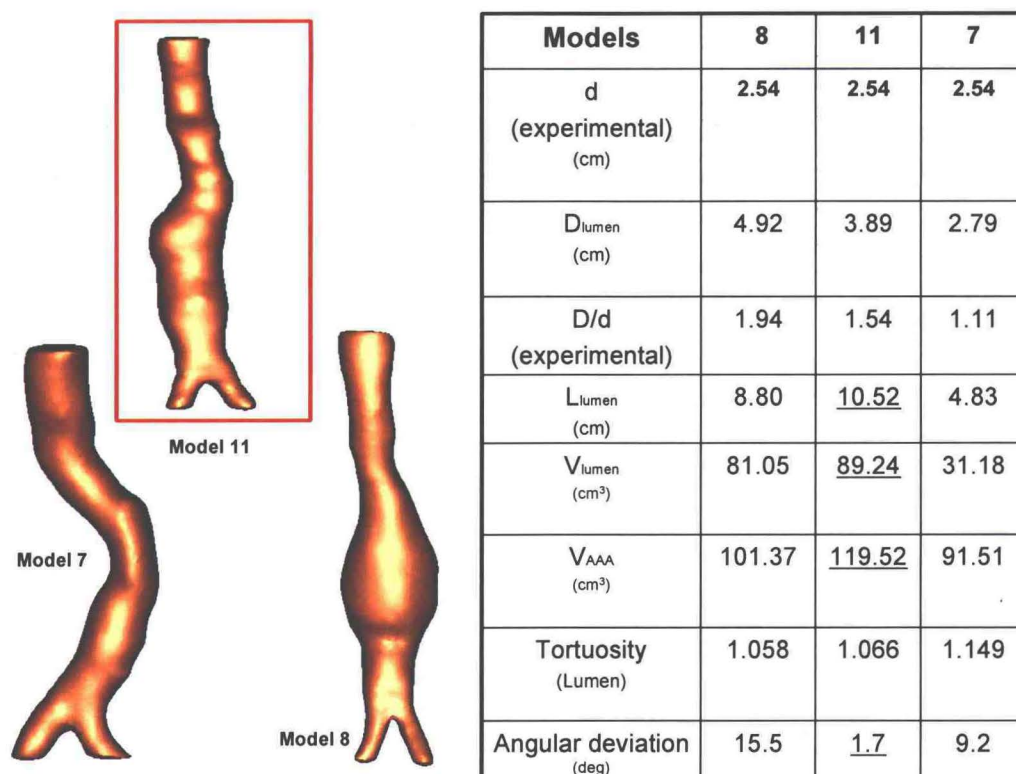 Model 11
Model 7
Model 8
Models 8 11 7
d 2.54 2.54 2.54
(experimental)
(cm)
Dlumen 4.92 3.89 2.79
(cm)
D/d 1.94 1.54 1.11
(experimental)
Llumen 8.80 10.52 4.83
(cm)
Vlumen 81.05 89.24 31.18
(cm³)
VAAA 101.37 119.52 91.51
(cm³)
Tortuosity 1.058 1.066 1.149
(Lumen)
Angular deviation 15.5 1.7 9.2
(deg)